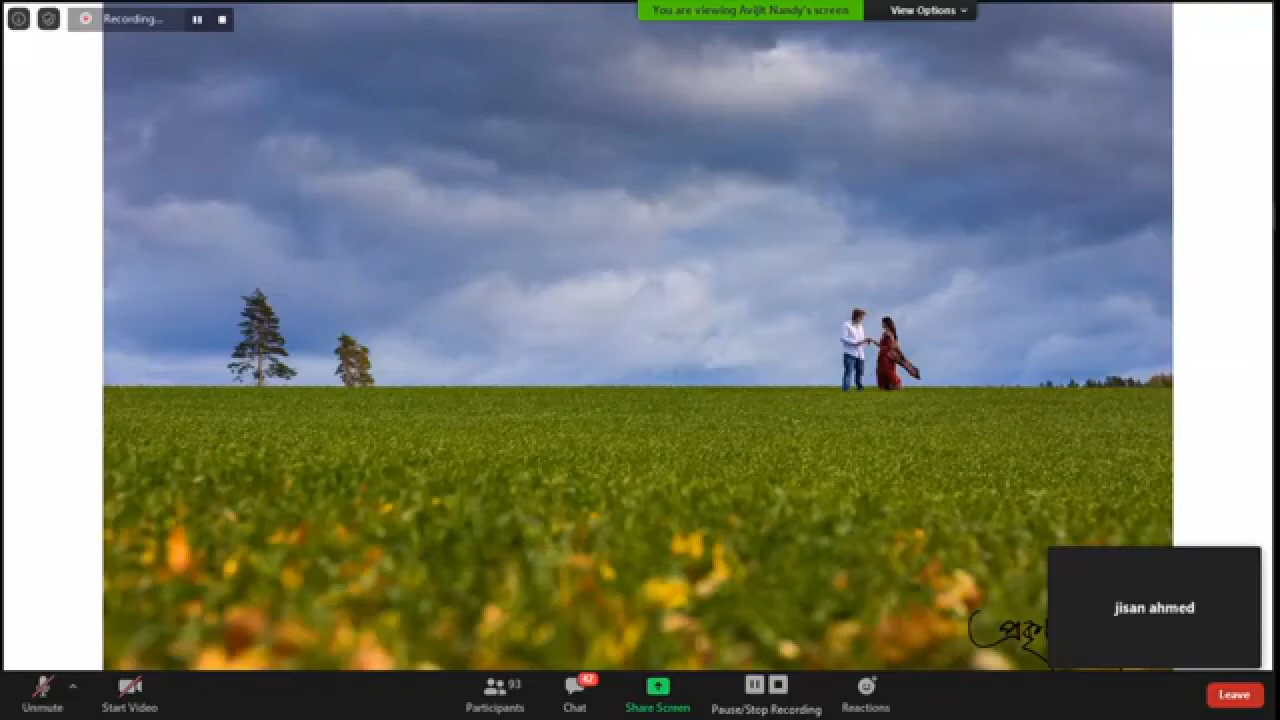 Recording...
You are viewing Avijit Nandy's screen
View Options
jisan ahmed
Unmute
Start Video
Participants
93
Chat
47
Share Screen
Pause/Stop Recording
Reactions
Leave